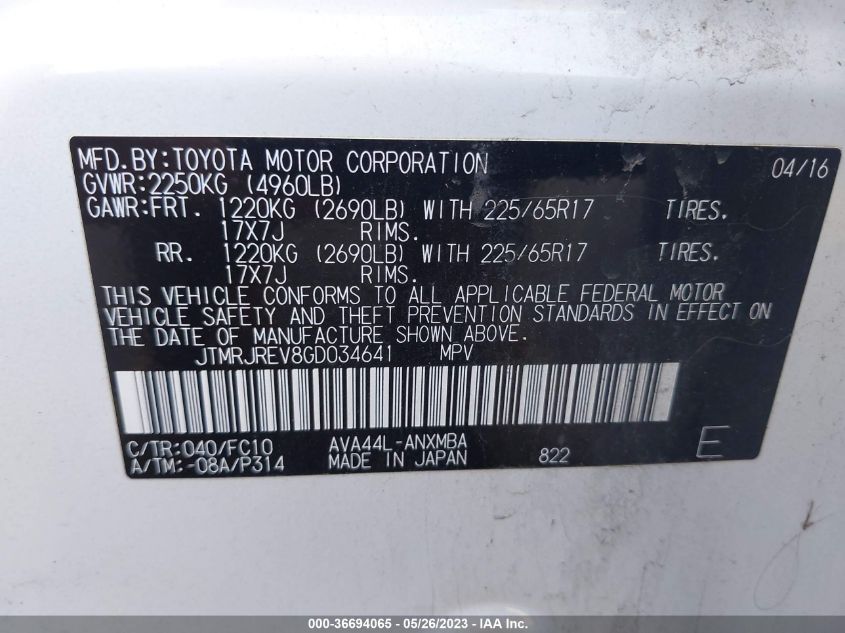 MFD.BY:TOYOTA MOTOR CORPORATION 04/16
GVWR:2250KG (4960LB)
GAWR:FRT. 1220KG (2690LB) WITH 225/65R17 TIRES.
17X7J RIMS.
RR. 1220KG (2690LB) WITH 225/65R17 TIRES.
17X7J RIMS.
THIS VEHICLE CONFORMS TO ALL APPLICABLE FEDERAL MOTOR
VEHICLE SAFETY AND THEFT PREVENTION STANDARDS IN EFFECT ON
THE DATE OF MANUFACTURE SHOWN ABOVE.
JTMRJREV8GD034641 MPV
C/TR:040/FC10 AVA44L-ANXMBA E
A/TM:-08A/P314 MADE IN JAPAN 822
000-36694065 - 05/26/2023 - IAA Inc.